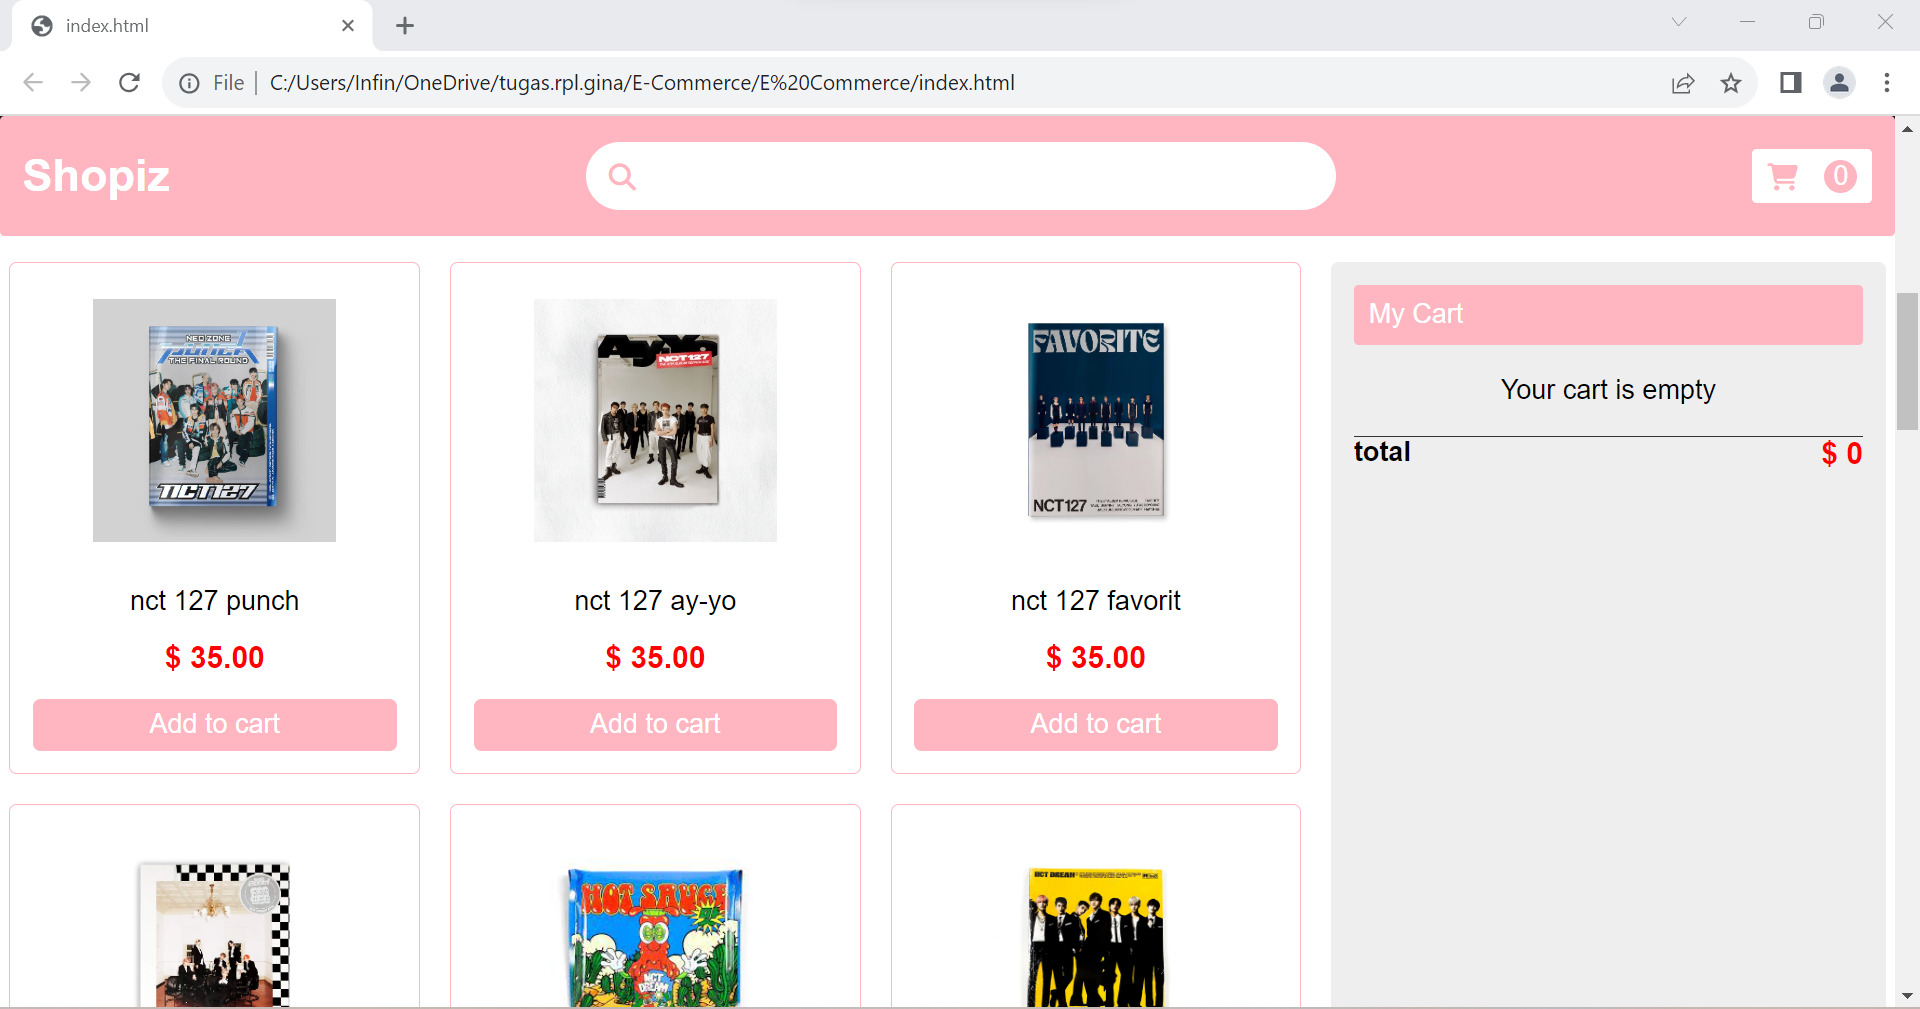 index.html
File
C:/Users/Infin/OneDrive/tugas.rpl.gina/E-Commerce/E%20Commerce/index.html
Shopiz
0
NEO ZONE
THE FINAL ROUND
NCT127
NCT127
FAVORITE
NCT127
My Cart
Your cart is empty
total
$ 0
nct 127 punch
nct 127 ay-yo
nct 127 favorit
$ 35.00
$ 35.00
$ 35.00
Add to cart
Add to cart
Add to cart
HOT SAUCE
NCT
DREAM
NCT DREAM